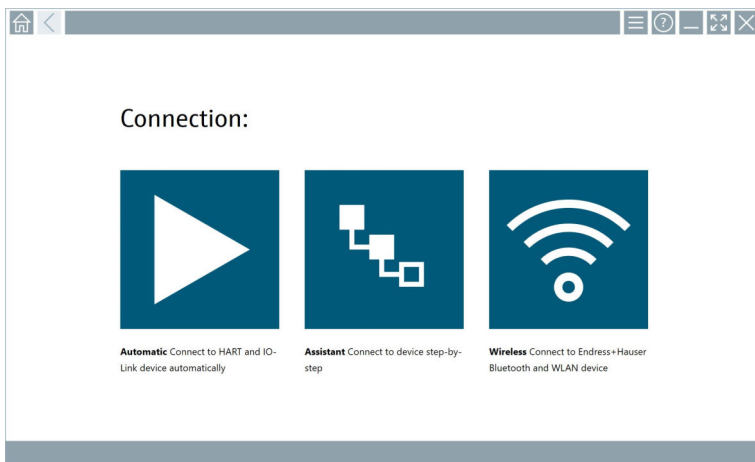 Connection:
Automatic Connect to HART and IO-
Link device automatically
Assistant Connect to device step-by-
step
Wireless Connect to Endress+Hauser
Bluetooth and WLAN device